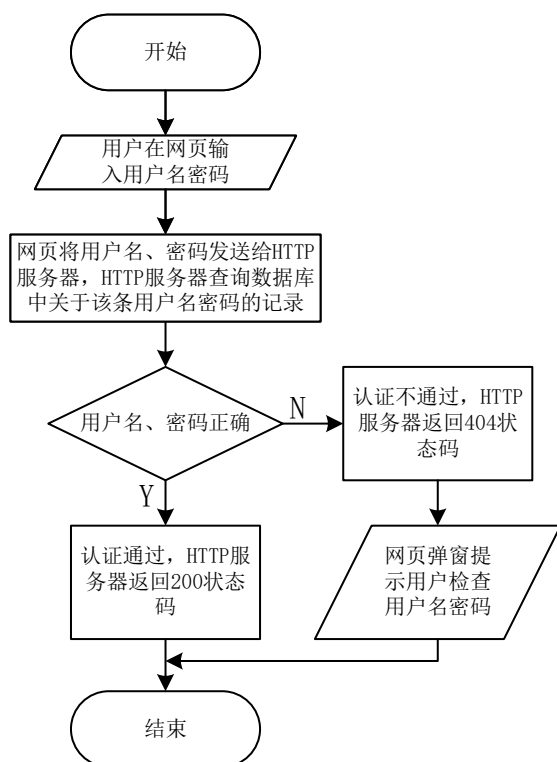 开始
用户在网页输
入用户名密码
网页将用户名、密码发送给HTTP
服务器，HTTP服务器查询数据库
中关于该条用户名密码的记录
用户名、密码正确
N
认证不通过，HTTP
服务器返回404状
态码
Y
认证通过，HTTP服
务器返回200状态
码
网页弹窗提
示用户检查
用户名密码
结束